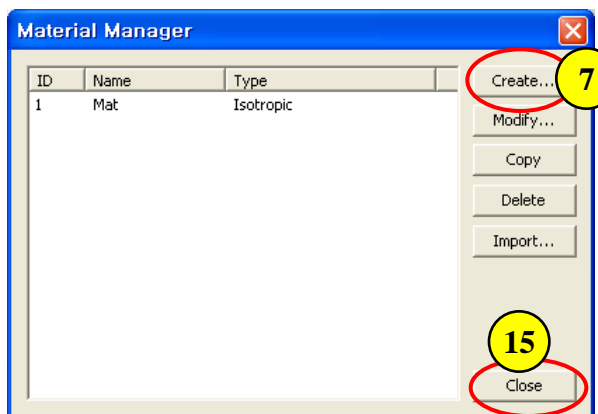 Material Manager
ID Name Type
1 Mat Isotropic
Create...
7
Modify...
Copy
Delete
Import...
15
Close